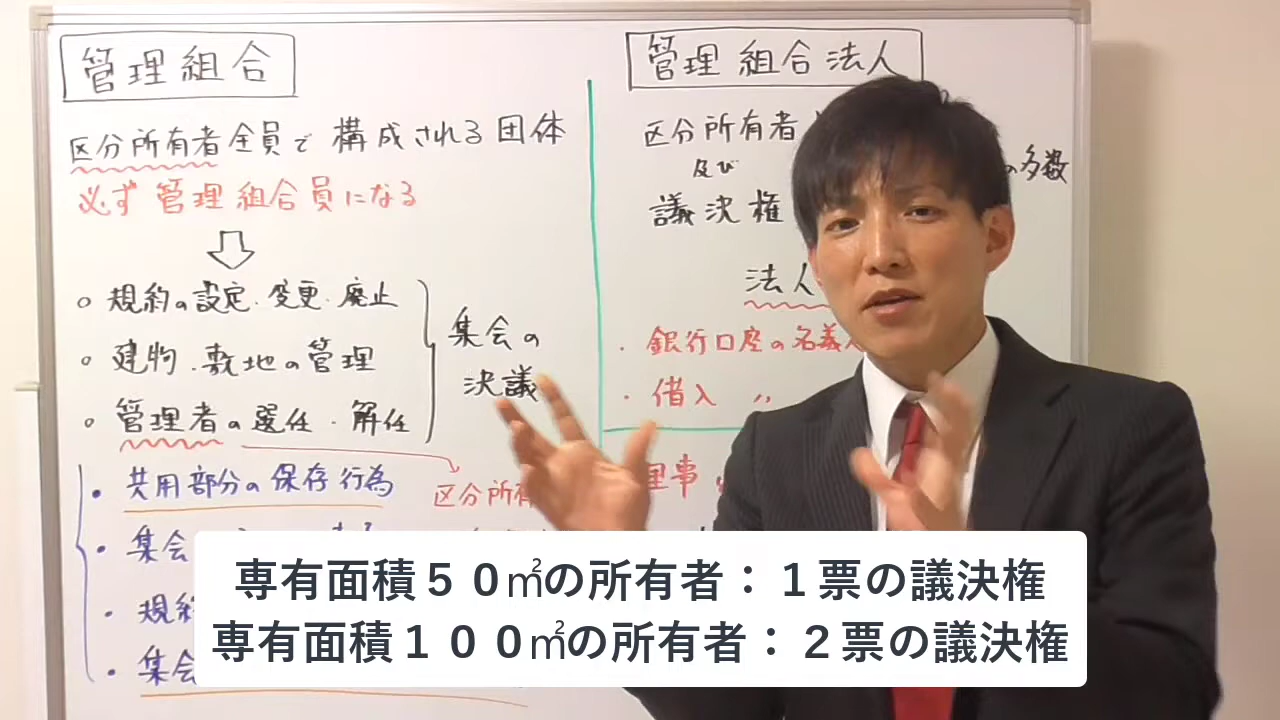 管理組合
区分所有者全員で構成される団体
必ず管理組合員になる
○ 規約の設定・変更・廃止
○ 建物・敷地の管理
○ 管理者の選任・解任
集会の
決議
・共用部分の保存行為
区分所
・集会
・規約
・集会
管理組合法人
区分所有者
及び
の多数
議決権
法人
・銀行口座の名義
・借入 〃
理事
専有面積５０㎡の所有者：１票の議決権
専有面積１００㎡の所有者：２票の議決権